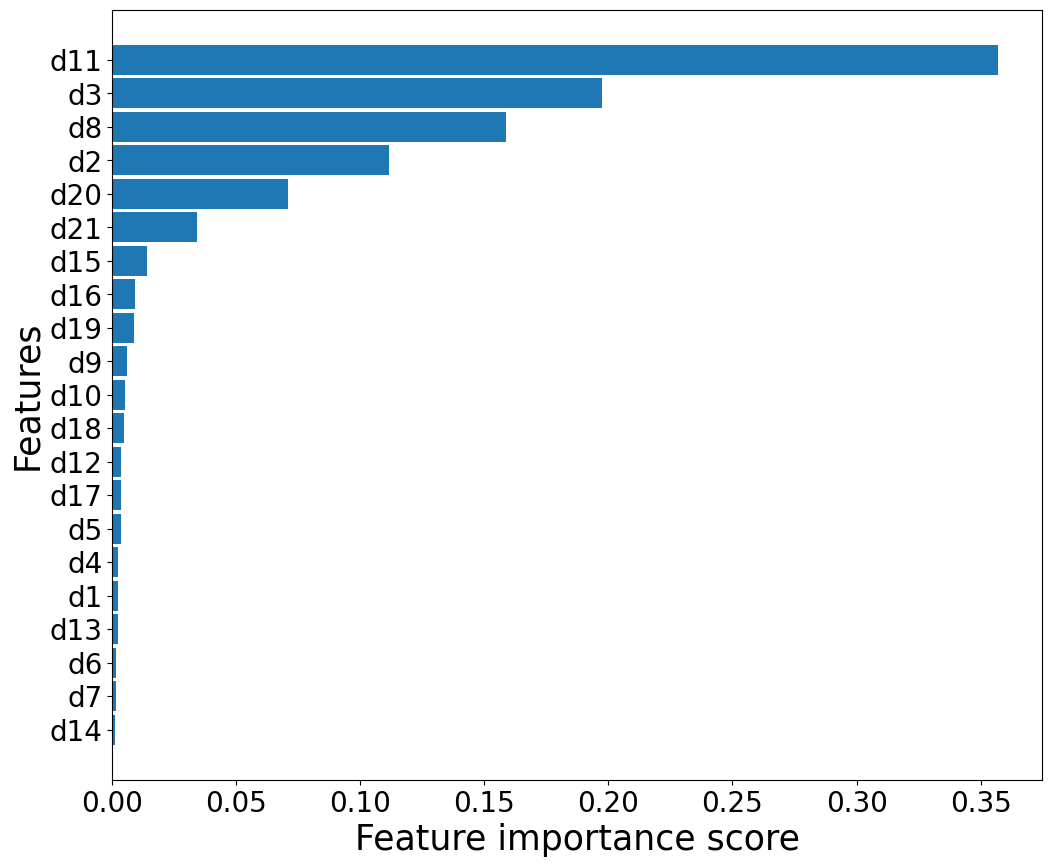 d11
d3
d8
d2
d20
d21
d15
d16
d19
d9
d10
d18
d12
d17
d5
d4
d1
d13
d6
d7
d14
Features
0.00 0.05 0.10 0.15 0.20 0.25 0.30 0.35
Feature importance score